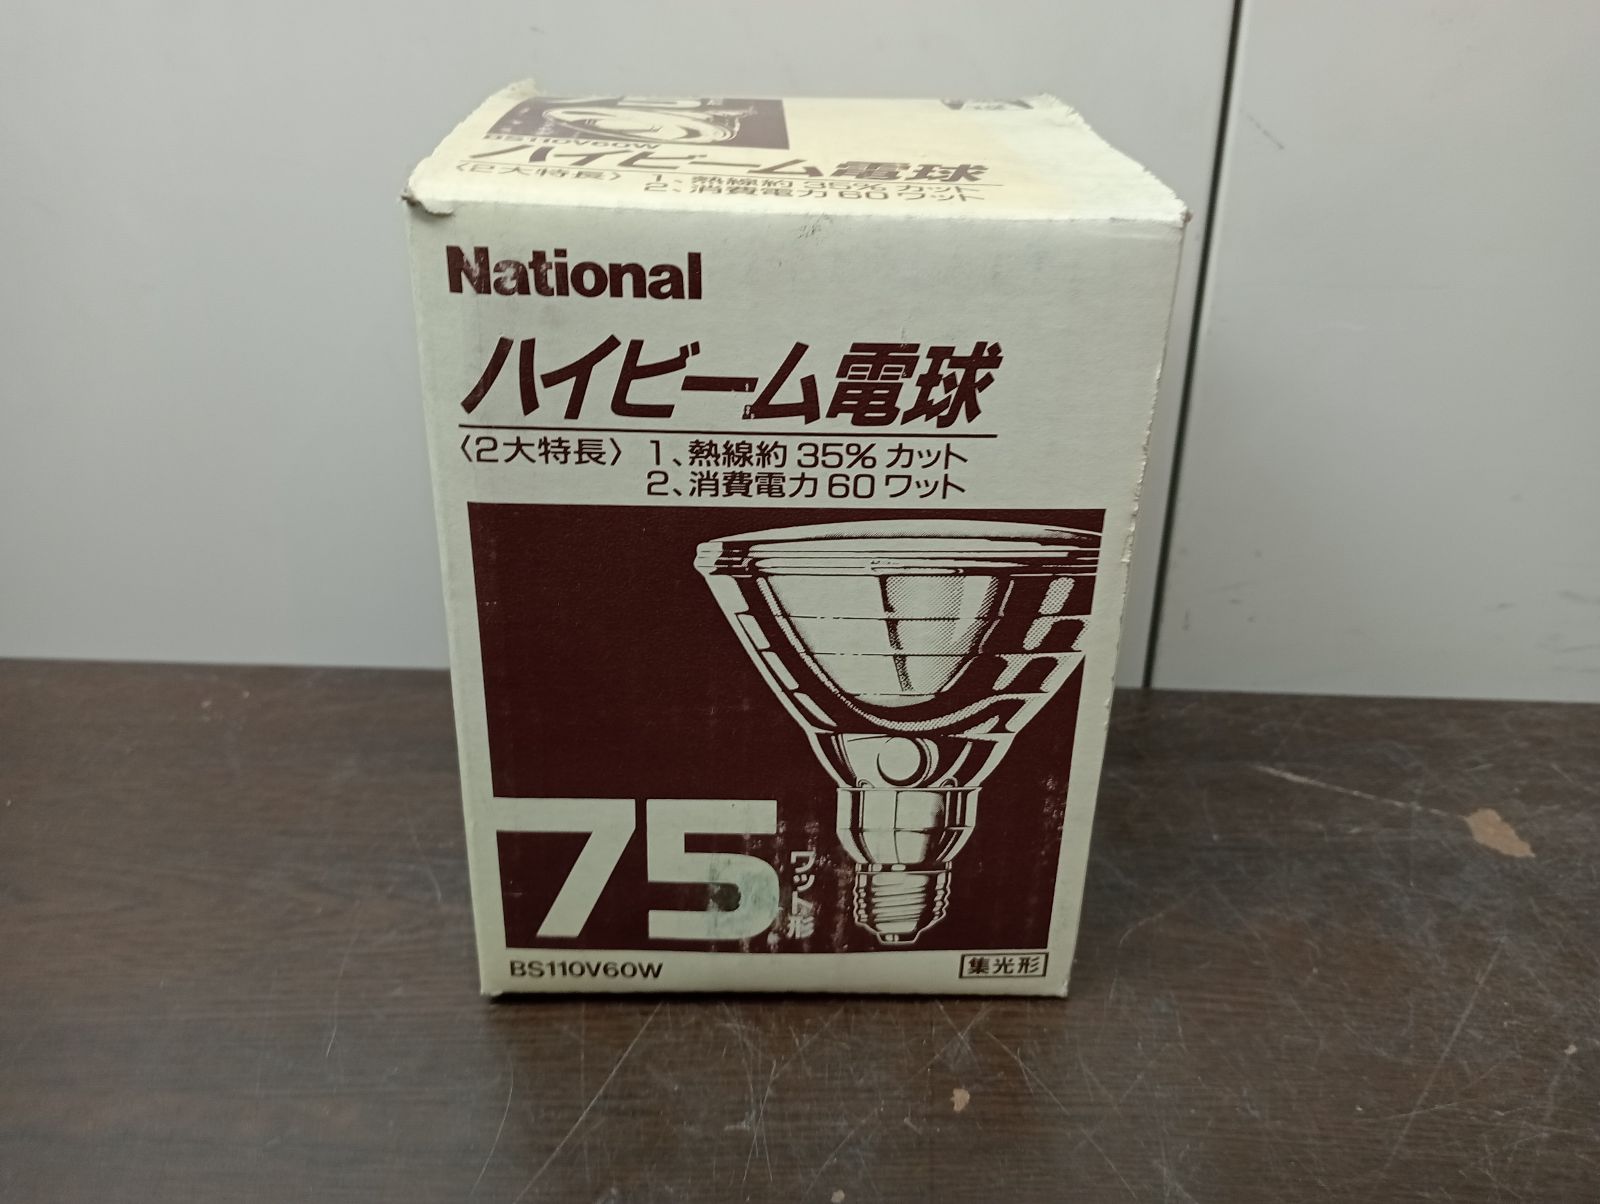 BS110V60W
ハイビーム電球
〈2大特長〉 1、熱線約35%カット
2、消費電力60ワット
National
ハイビーム電球
〈2大特長〉 1、熱線約35%カット
2、消費電力60ワット
75ワット形
BS110V60W
集光形